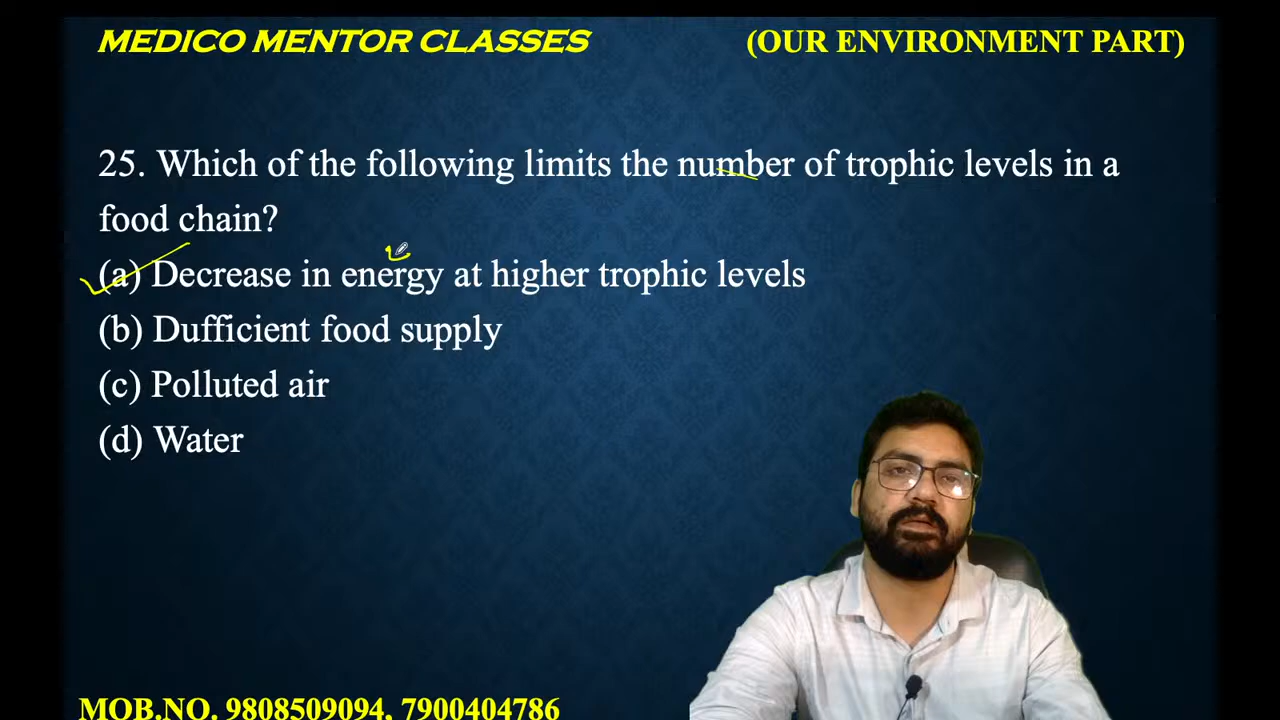 MEDICO MENTOR CLASSES (OUR ENVIRONMENT PART)
25. Which of the following limits the number of trophic levels in a
food chain?
(a) Decrease in energy at higher trophic levels
(b) Dufficient food supply
(c) Polluted air
(d) Water
MOB.NO. 9808509094, 7900404786